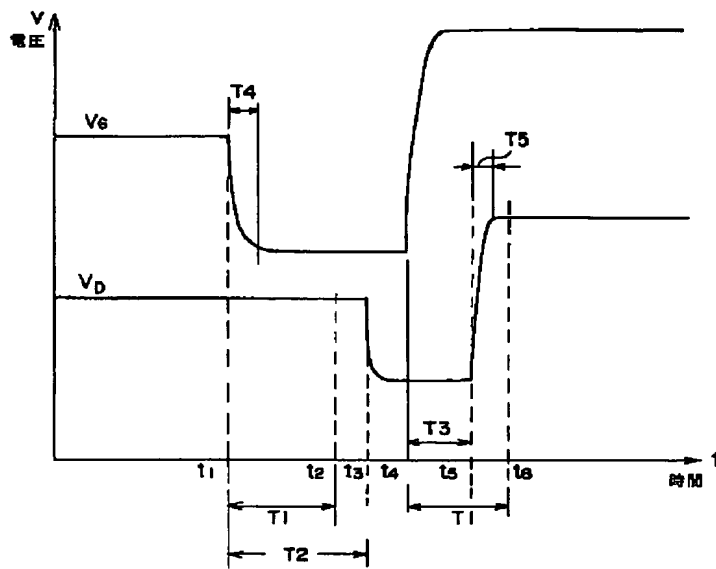 V
電圧
T4
VG
T5
VD
T3
t1 t2 t3 t4 t5 t6 t
時間
T1 T1
T2